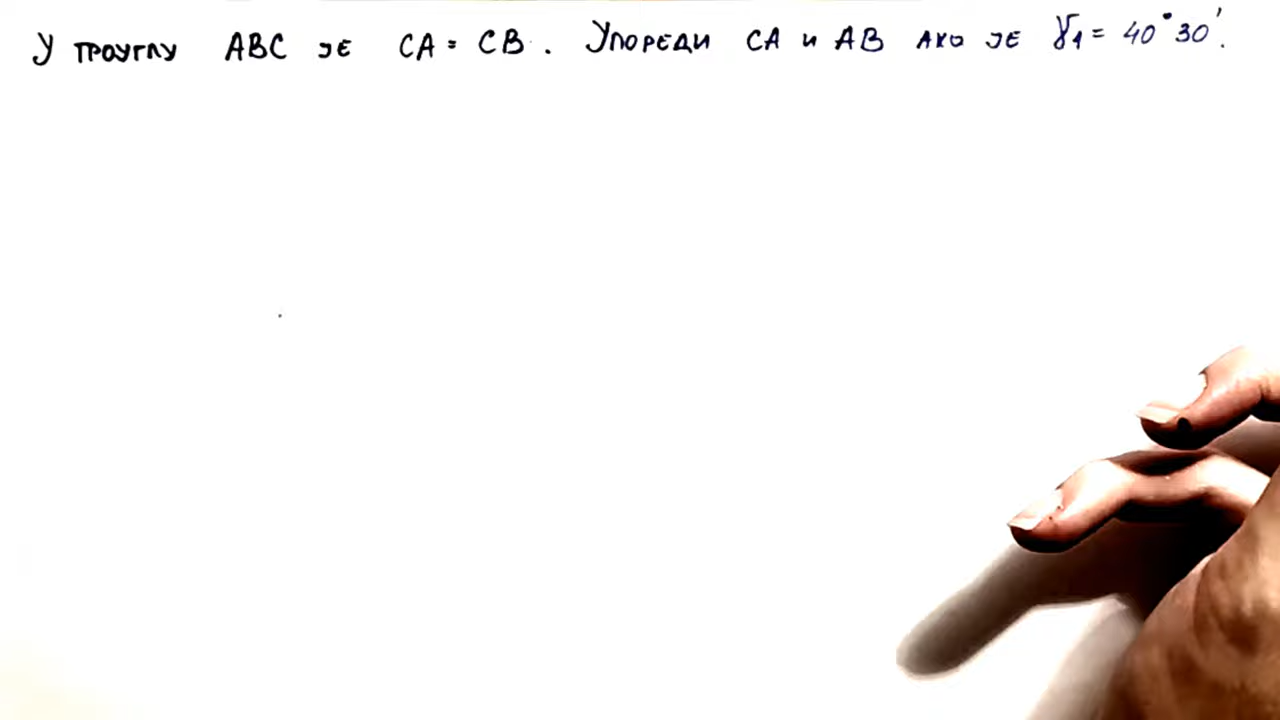 У троуглу ABC је CA = CB. Упореди CA и AB ако је γ₁ = 40°30'.